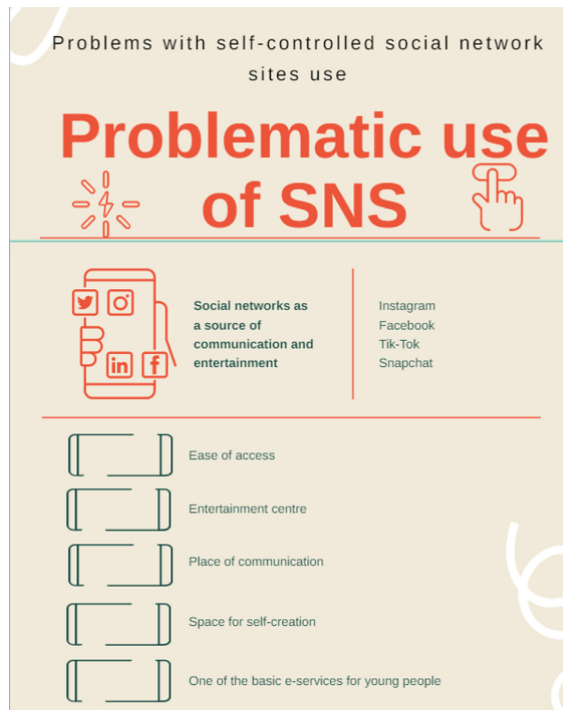 Problems with self-controlled social network
sites use
Problematic use
of SNS
Social networks as
a source of
communication and
entertainment
Instagram
Facebook
Tik-Tok
Snapchat
Ease of access
Entertainment centre
Place of communication
Space for self-creation
One of the basic e-services for young people